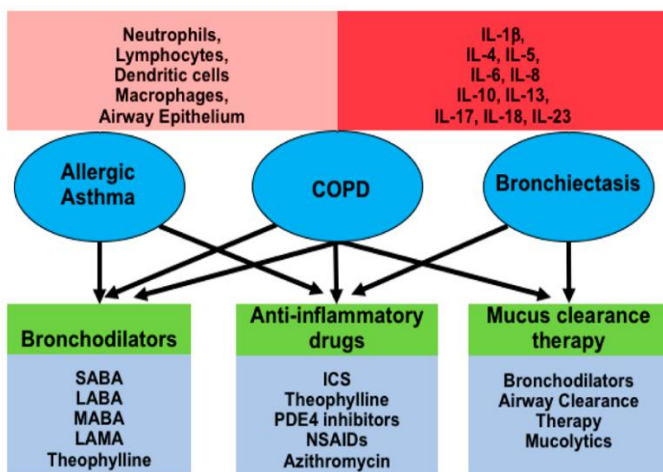 Neutrophils,
Lymphocytes,
Dendritic cells
Macrophages,
Airway Epithelium
IL-1β,
IL-4, IL-5,
IL-6, IL-8
IL-10, IL-13,
IL-17, IL-18, IL-23
Allergic
Asthma
COPD
Bronchiectasis
Bronchodilators
SABA
LABA
MABA
LAMA
Theophylline
Anti-inflammatory
drugs
ICS
Theophylline
PDE4 inhibitors
NSAIDs
Azithromycin
Mucus clearance
therapy
Bronchodilators
Airway Clearance
Therapy
Mucolytics